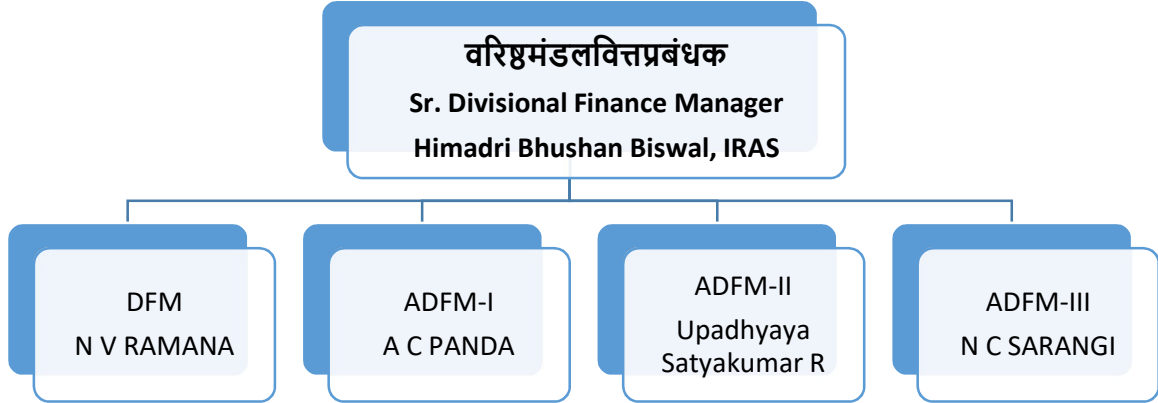 वरिष्ठमंडलवित्तप्रबंधक
Sr. Divisional Finance Manager
Himadri Bhushan Biswal, IRAS
DFM
N V RAMANA
ADFM-I
A C PANDA
ADFM-II
Upadhyaya
Satyakumar R
ADFM-III
N C SARANGI